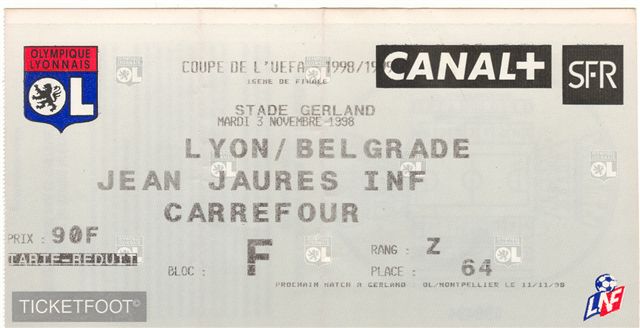 OLYMPIQUE
LYONNAIS
OL
COUPE DE L'UEFA 1998/19
16EME DE FINALE
CANAL+
SFR
STADE GERLAND
MARDI 3 NOVEMBRE 1998
LYON/BELGRADE
JEAN JAURES INF
CARREFOUR
PRIX : 90F
TARIF REDUIT
BLOC : F
RANG : Z
PLACE : 64
PROCHAIN MATCH A GERLAND : OL/MONTPELLIER LE 11/11/98
TICKETFOOT©
LNF